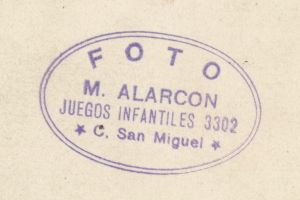 FOTO
M. ALARCON
JUEGOS INFANTILES 3302
★ C. San Miguel ★